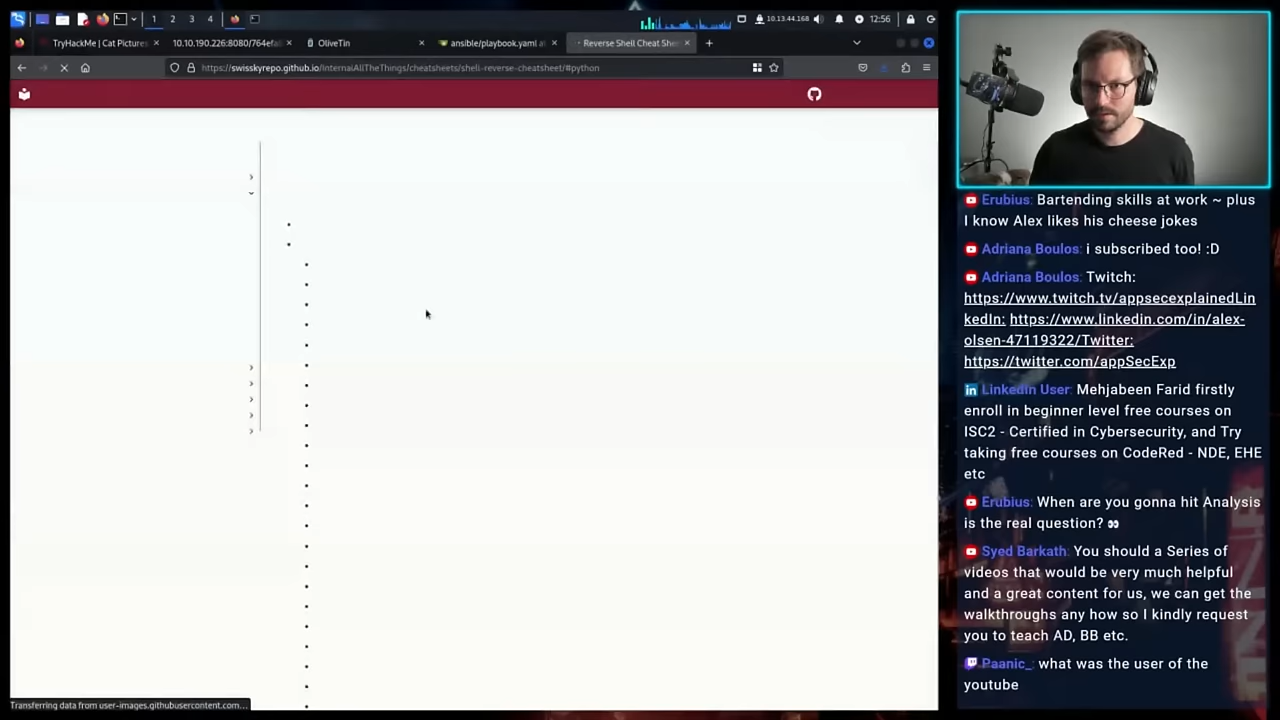 1 2 3 4
10.13.44.168 12:56
TryHackMe | Cat Pictures
10.10.190.226:8080/764efa
OliveTin
ansible/playbook.yaml a
Reverse Shell Cheat She
https://swisskyrepo.github.io/InternalAllTheThings/cheatsheets/shell-reverse-cheatsheet/#python
Transferring data from user-images.githubusercontent.com...
Erubius: Bartending skills at work ~ plus
I know Alex likes his cheese jokes
Adriana Boulos: i subscribed too! :D
Adriana Boulos: Twitch:
https://www.twitch.tv/appsecexplainedLin
kedIn: https://www.linkedin.com/in/alex-
olsen-47119322/Twitter:
https://twitter.com/appSecExp
LinkedIn User: Mehjabeen Farid firstly
enroll in beginner level free courses on
ISC2 - Certified in Cybersecurity, and Try
taking free courses on CodeRed - NDE, EHE
etc
Erubius: When are you gonna hit Analysis
is the real question? 👀
Syed Barkath: You should a Series of
videos that would be very much helpful
and a great content for us, we can get the
walkthroughs any how so I kindly request
you to teach AD, BB etc.
Paanic_: what was the user of the
youtube